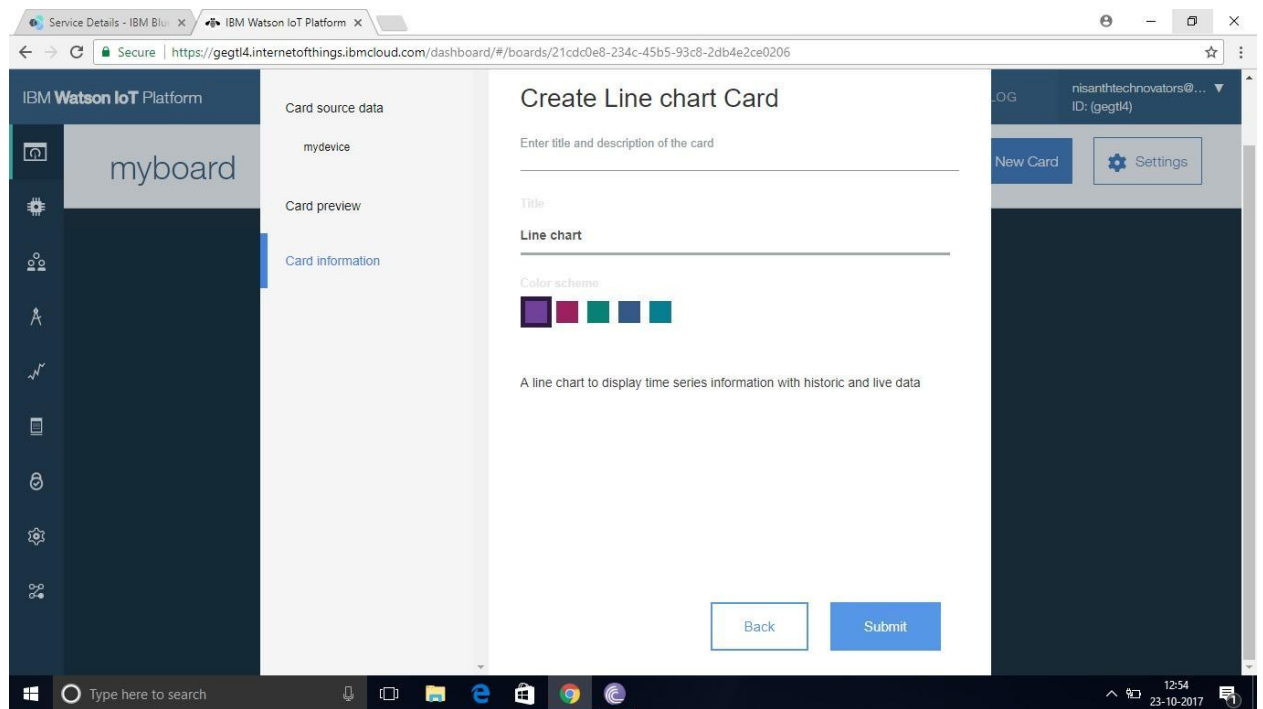 Service Details - IBM Blu
IBM Watson IoT Platform
Secure https://gegtl4.internetofthings.ibmcloud.com/dashboard/#/boards/21cdc0e8-234c-45b5-93c8-2db4e2ce0206
IBM Watson IoT Platform
LOG
nisanthtechnovators@... ▼
ID: (gegtl4)
myboard
New Card
Settings
Card source data
mydevice
Card preview
Card information
Create Line chart Card
Enter title and description of the card
Title
Line chart
Color scheme
A line chart to display time series information with historic and live data
Back
Submit
Type here to search
12:54
23-10-2017
1